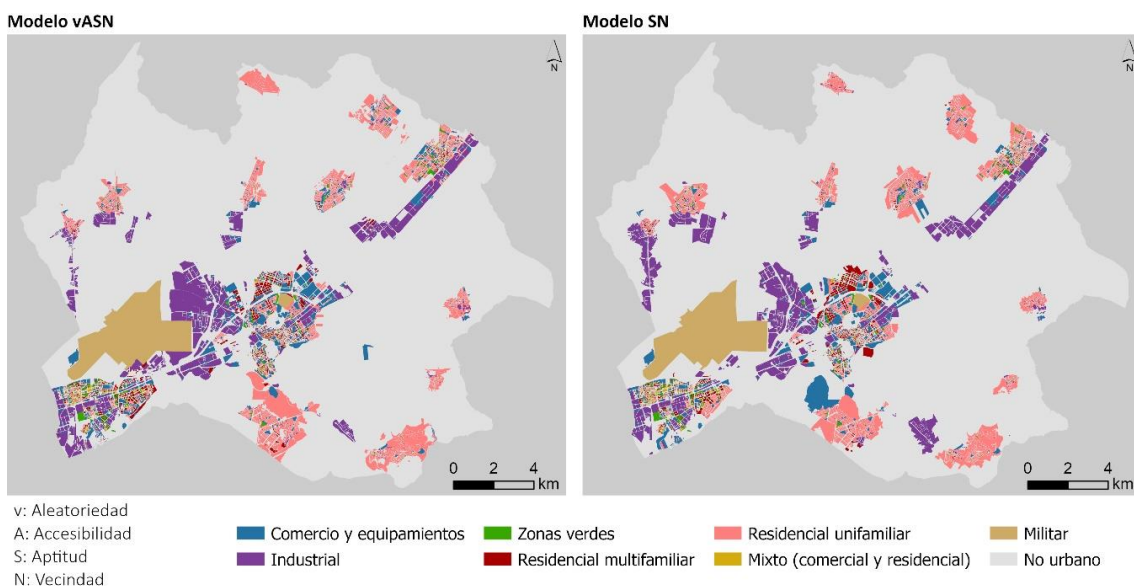 Modelo vASN
Modelo SN
N
N
0 2 4
km
0 2 4
km
v: Aleatoriedad
A: Accesibilidad
S: Aptitud
N: Vecindad
Comercio y equipamientos
Zonas verdes
Residencial unifamiliar
Militar
Industrial
Residencial multifamiliar
Mixto (comercial y residencial)
No urbano